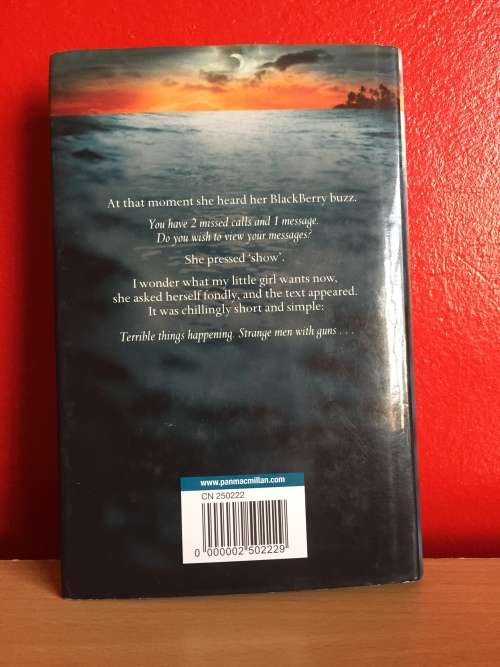 At that moment she heard her BlackBerry buzz.
You have 2 missed calls and 1 message.
Do you wish to view your messages?
She pressed ‘show’.
I wonder what my little girl wants now,
she asked herself fondly, and the text appeared.
It was chillingly short and simple:
Terrible things happening. Strange men with guns . . .
www.panmacmillan.com
CN 250222
0 000002 502229